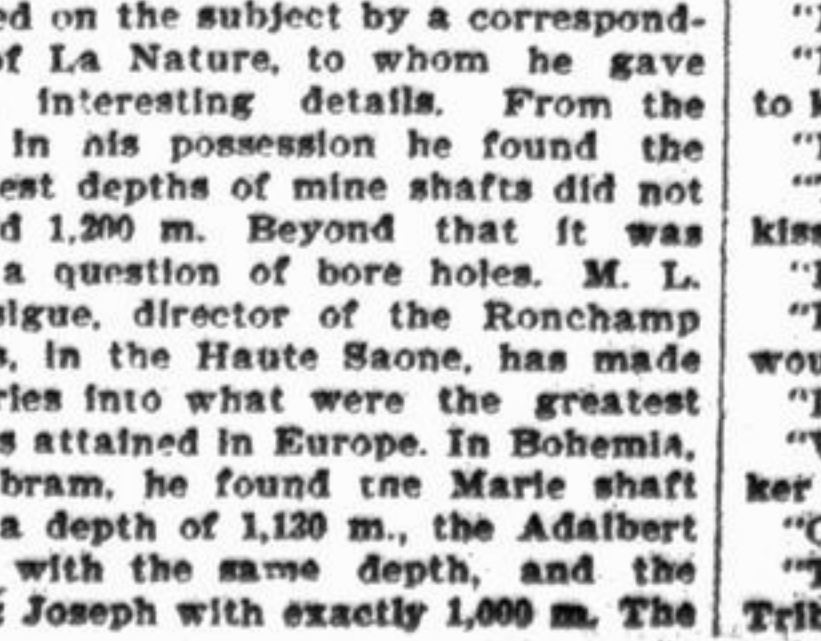 ed on the subject by a correspond-
of La Nature, to whom he gave
interesting details. From the
in his possession he found the
est depths of mine shafts did not
d 1,200 m. Beyond that it was
a question of bore holes. M. L.
sigue, director of the Ronchamp
s, in the Haute Saone, has made
ries into what were the greatest
s attained in Europe. In Bohemia,
bram, he found the Marie shaft
a depth of 1,130 m., the Adalbert
with the same depth, and the
Joseph with exactly 1,000 m. The
to
kiss
wou
ker
Trib